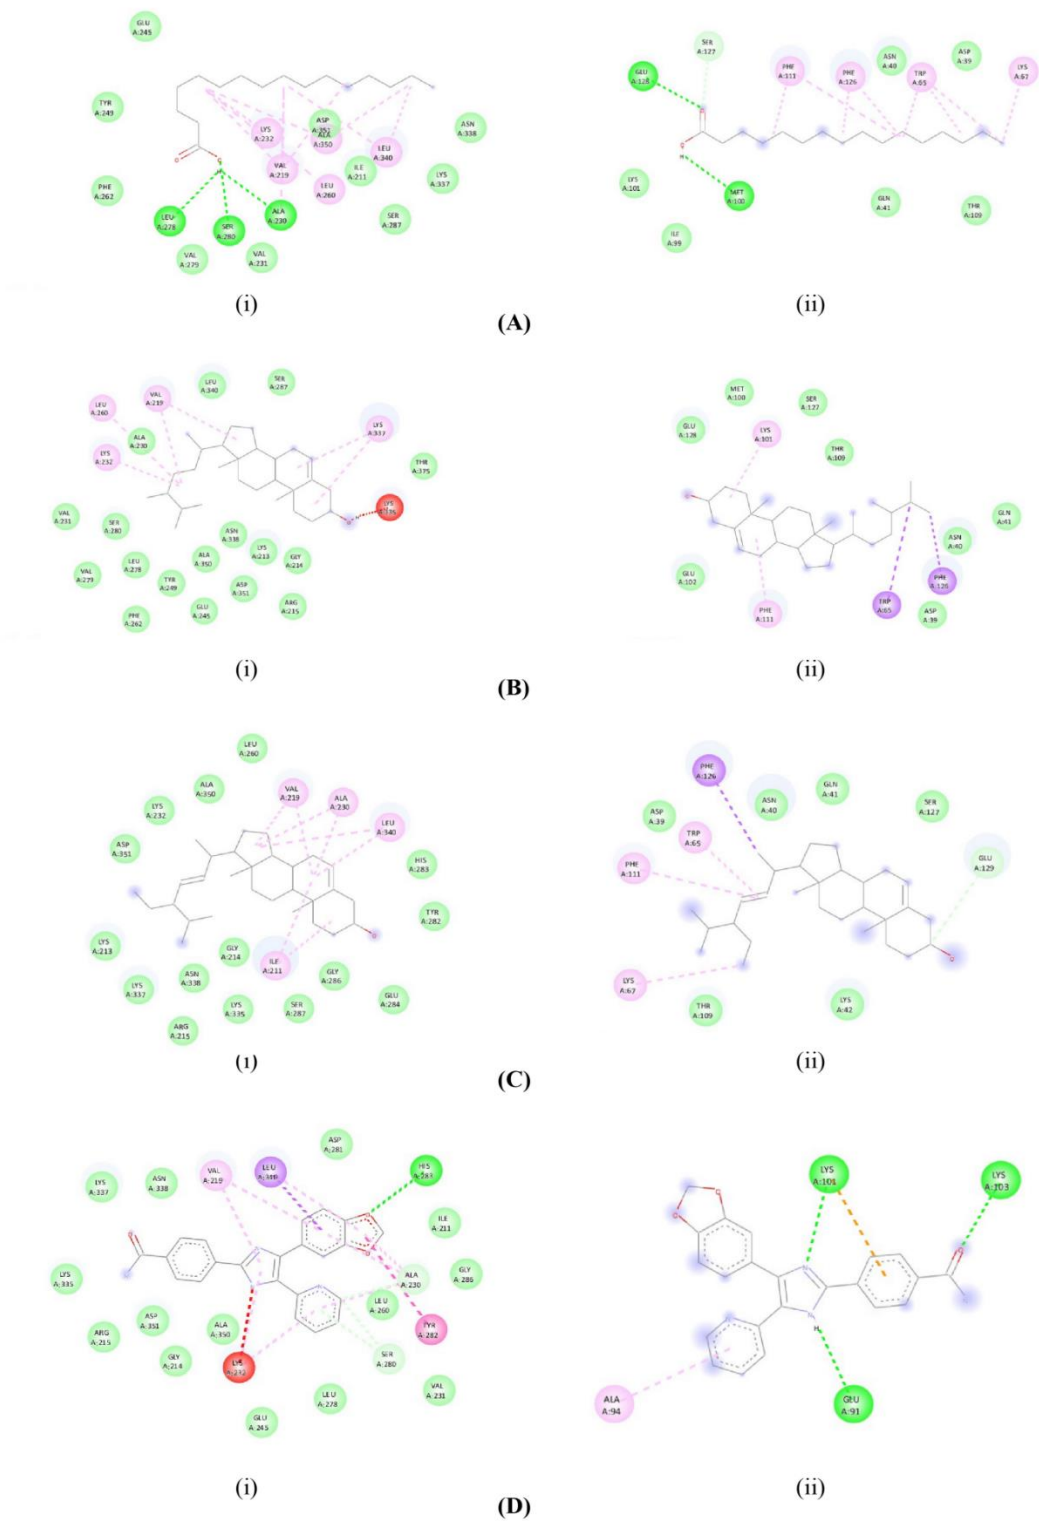 GLU
A:245
TYR
A:249
PHE
A:262
LEU
A:278
SER
A:280
ALA
A:230
VAL
A:279
VAL
A:231
LYS
A:232
VAL
A:219
LEU
A:260
ASP
A:351
ALA
A:350
ILE
A:211
LEU
A:340
SER
A:287
LYS
A:337
ASN
A:338
O
O
H
(i)
SER
A:127
GLU
PHE
A:111
PHE
A:126
ASN
A:40
TRP
A:65
ASP
A:39
LYS
A:67
LYS
A:101
ILE
A:99
MET
A:100
GLN
A:41
THR
A:109
H
(ii)
(A)
LEU
A:260
VAL
A:219
LEU
A:340
SER
A:287
ALA
A:230
LYS
A:232
LYS
A:337
THR
A:375
LYS
VAL
A:231
SER
A:280
VAL
A:279
LEU
A:278
PHE
A:262
TYR
A:249
ALA
A:350
GLU
A:245
ASN
A:338
LYS
A:213
GLY
A:214
ASP
A:351
ARG
A:215
(i)
MET
A:100
SER
A:127
GLU
A:128
LYS
A:101
THR
A:109
GLN
A:41
ASN
A:40
PHE
A:126
TRP
A:65
ASP
A:39
GLU
A:102
PHE
A:111
(ii)
(B)
LEU
A:260
ALA
A:350
LYS
A:232
ASP
A:351
VAL
A:219
ALA
A:230
LEU
A:340
HIS
A:283
TYR
A:282
LYS
A:213
LYS
A:337
ARG
A:215
ASN
A:338
GLY
A:214
LYS
A:335
ILE
A:211
SER
A:287
GLY
A:286
GLU
A:284
(i)
PHE
A:126
ASN
A:40
GLN
A:41
SER
A:127
ASP
A:39
TRP
A:65
PHE
A:111
GLU
A:129
LYS
A:67
THR
A:109
LYS
A:42
(ii)
(C)
ASP
A:281
LYS
A:337
ASN
A:338
VAL
A:219
LEU
A:340
HIS
A:283
ILE
A:211
GLY
A:286
ALA
A:230
LEU
A:260
TYR
A:282
LYS
A:335
ARG
A:215
ASP
A:351
GLY
A:214
ALA
A:350
LYS
A:232
SER
A:280
VAL
A:231
LEU
A:278
GLU
A:245
(i)
LYS
A:101
LYS
A:103
ALA
A:94
GLU
A:91
H
(ii)
(D)